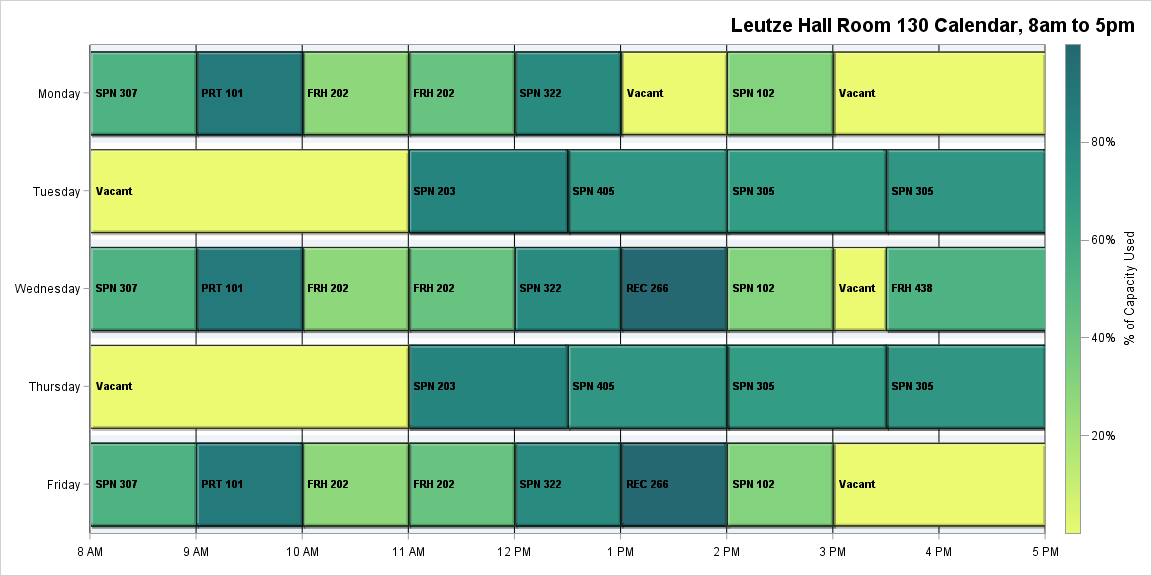 Leutze Hall Room 130 Calendar, 8am to 5pm
Monday
SPN 307
PRT 101
FRH 202
FRH 202
SPN 322
Vacant
SPN 102
Vacant
Tuesday
Vacant
SPN 203
SPN 405
SPN 305
SPN 305
Wednesday
SPN 307
PRT 101
FRH 202
FRH 202
SPN 322
REC 266
SPN 102
Vacant
FRH 438
Thursday
Vacant
SPN 203
SPN 405
SPN 305
SPN 305
Friday
SPN 307
PRT 101
FRH 202
FRH 202
SPN 322
REC 266
SPN 102
Vacant
8 AM
9 AM
10 AM
11 AM
12 PM
1 PM
2 PM
3 PM
4 PM
5 PM
80%
60%
40%
20%
% of Capacity Used